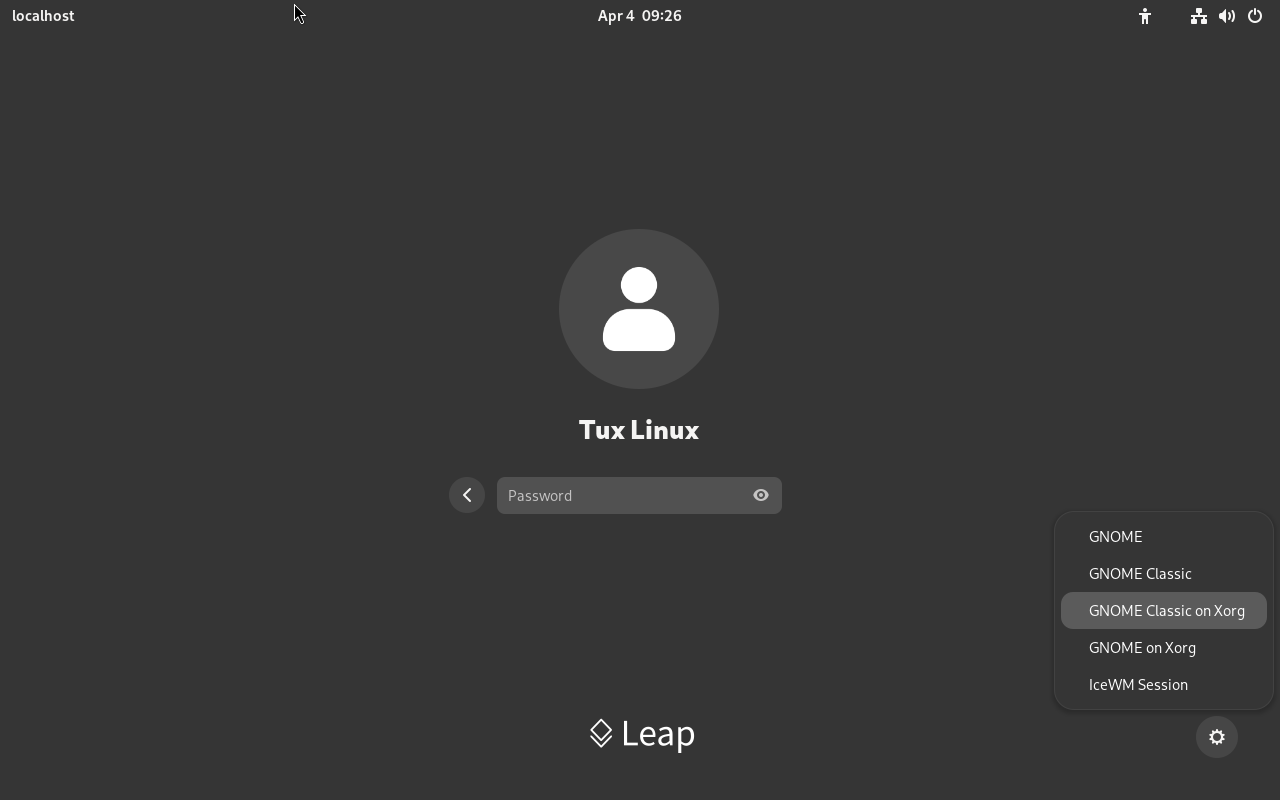 localhost
Apr 4 09:26
Tux Linux
Password
GNOME
GNOME Classic
GNOME Classic on Xorg
GNOME on Xorg
IceWM Session
Leap